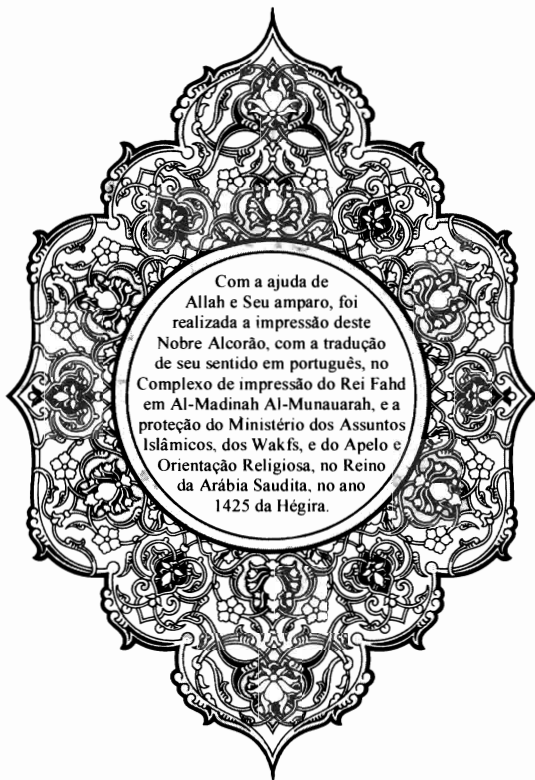 Com a ajuda de
Allah e Seu amparo, foi
realizada a impressão deste
Nobre Alcorão, com a tradução
de seu sentido em português, no
Complexo de impressão do Rei Fahd
em Al-Madinah Al-Munauarah, e a
proteção do Ministério dos Assuntos
Islâmicos, dos Wakfs, e do Apelo e
Orientação Religiosa, no Reino
da Arábia Saudita, no ano
1425 da Hégira.